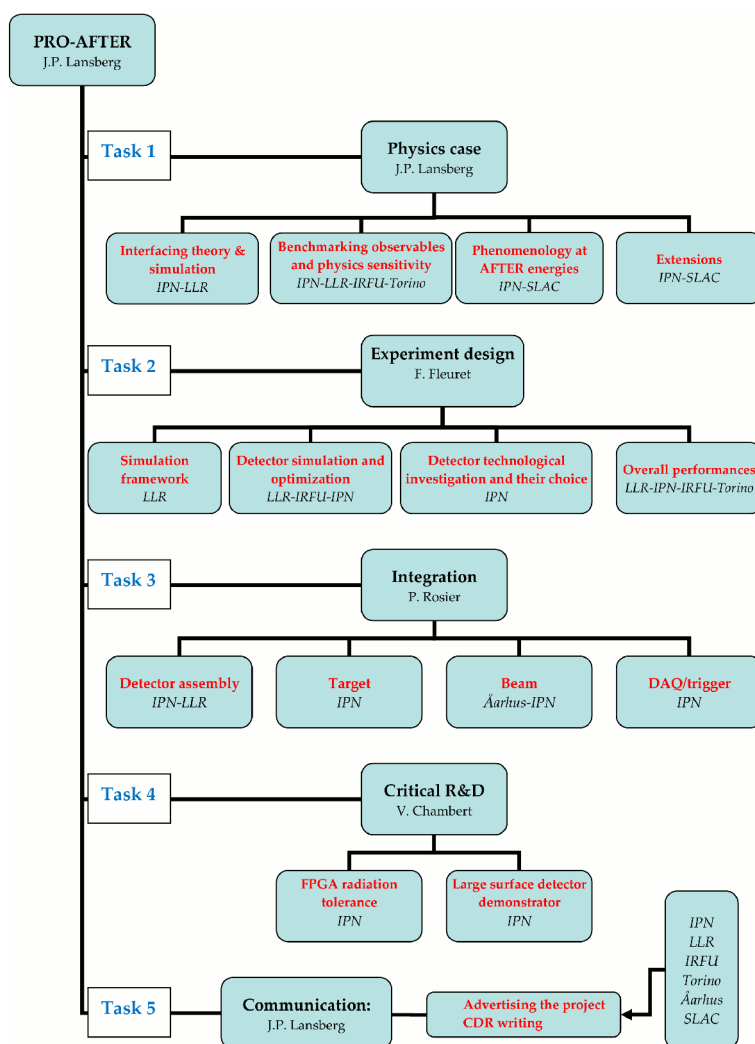 PRO-AFTER
J.P. Lansberg
Task 1
Physics case
J.P. Lansberg
Interfacing theory &
simulation
IPN-LLR
Benchmarking observables
and physics sensitivity
IPN-LLR-IRFU-Torino
Phenomenology at
AFTER energies
IPN-SLAC
Extensions
IPN-SLAC
Task 2
Experiment design
F. Fleuret
Simulation
framework
LLR
Detector simulation and
optimization
LLR-IRFU-IPN
Detector technological
investigation and their choice
IPN
Overall performances
LLR-IPN-IRFU-Torino
Task 3
Integration
P. Rosier
Detector assembly
IPN-LLR
Target
IPN
Beam
Åarhus-IPN
DAQ/trigger
IPN
Task 4
Critical R&D
V. Chambert
FPGA radiation
tolerance
IPN
Large surface detector
demonstrator
IPN
Task 5
Communication:
J.P. Lansberg
Advertising the project
CDR writing
IPN
LLR
IRFU
Torino
Åarhus
SLAC